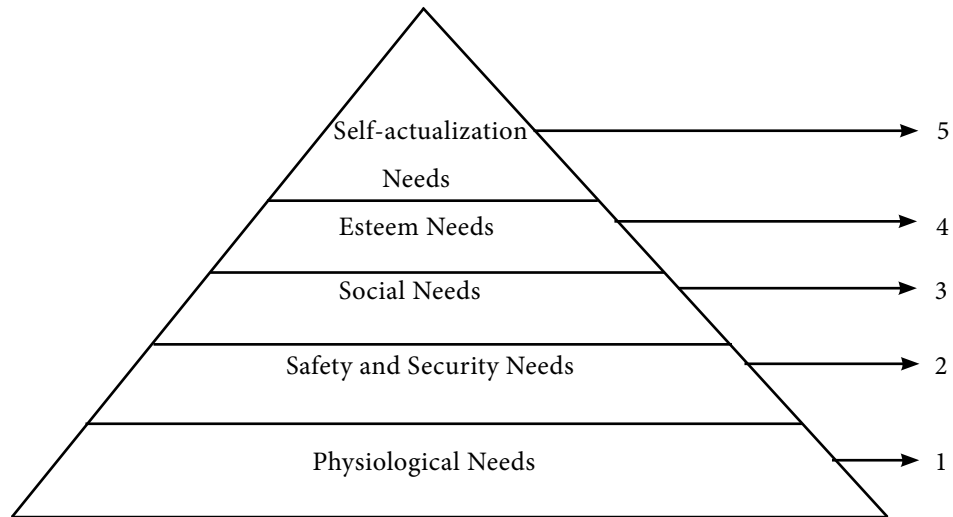 Self-actualization
5
Needs
Esteem Needs
4
Social Needs
3
Safety and Security Needs
2
Physiological Needs
1